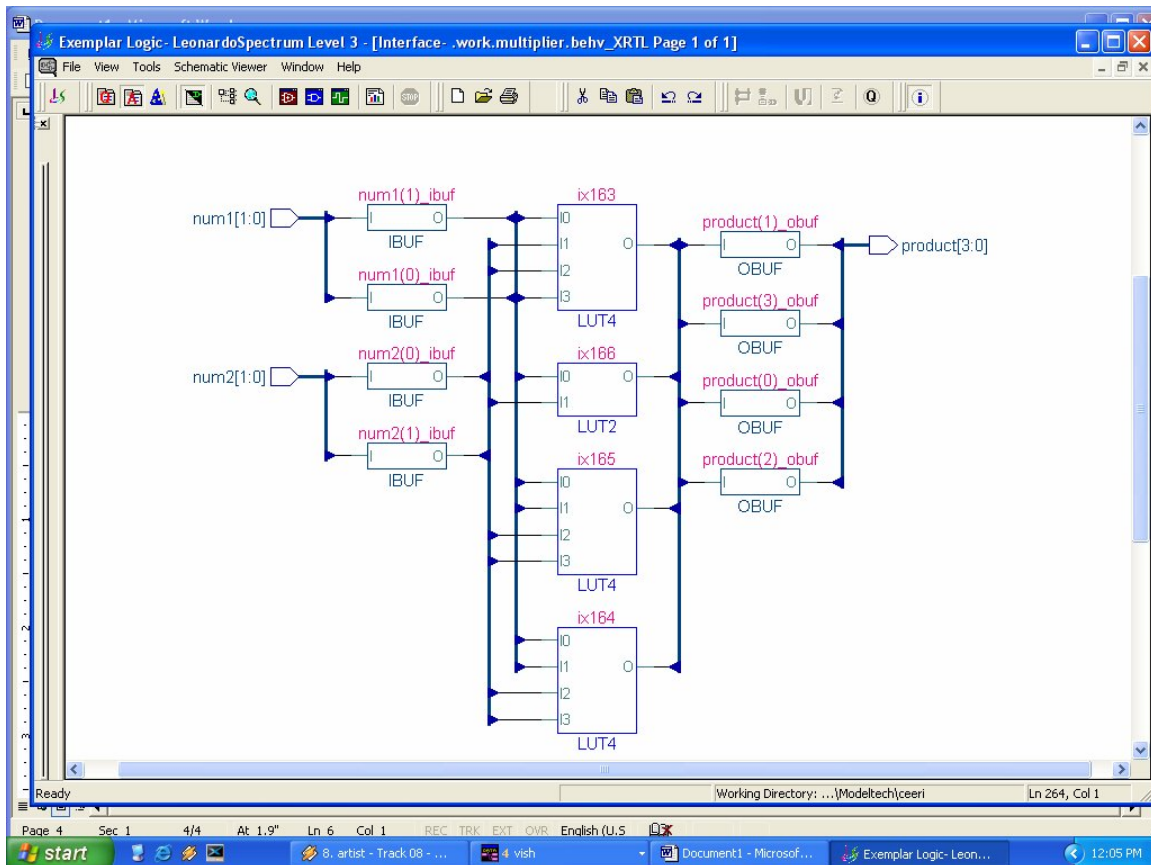 Exemplar Logic- LeonardoSpectrum Level 3 - [Interface- .work.multiplier.behv_XRTL Page 1 of 1]
File View Tools Schematic Viewer Window Help
num1[1:0]
num1(1)_ibuf
I O
IBUF
num1(0)_ibuf
I O
IBUF
num2[1:0]
num2(0)_ibuf
I O
IBUF
num2(1)_ibuf
I O
IBUF
ix163
I0
I1 O
I2
I3
LUT4
ix166
I0 O
I1
LUT2
ix165
I0
I1 O
I2
I3
LUT4
ix164
I0
I1 O
I2
I3
LUT4
product(1)_obuf
I O
OBUF
product(3)_obuf
I O
OBUF
product(0)_obuf
I O
OBUF
product(2)_obuf
I O
OBUF
product[3:0]
Ready Working Directory: ...\Modeltech\ceeri Ln 264, Col 1
Page 4 Sec 1 4/4 At 1.9" Ln 6 Col 1 REC TRK EXT OVR English (U.S
start 8. artist - Track 08 - ... 4 vish Document1 - Microsof... Exemplar Logic- Leon... 12:05 PM